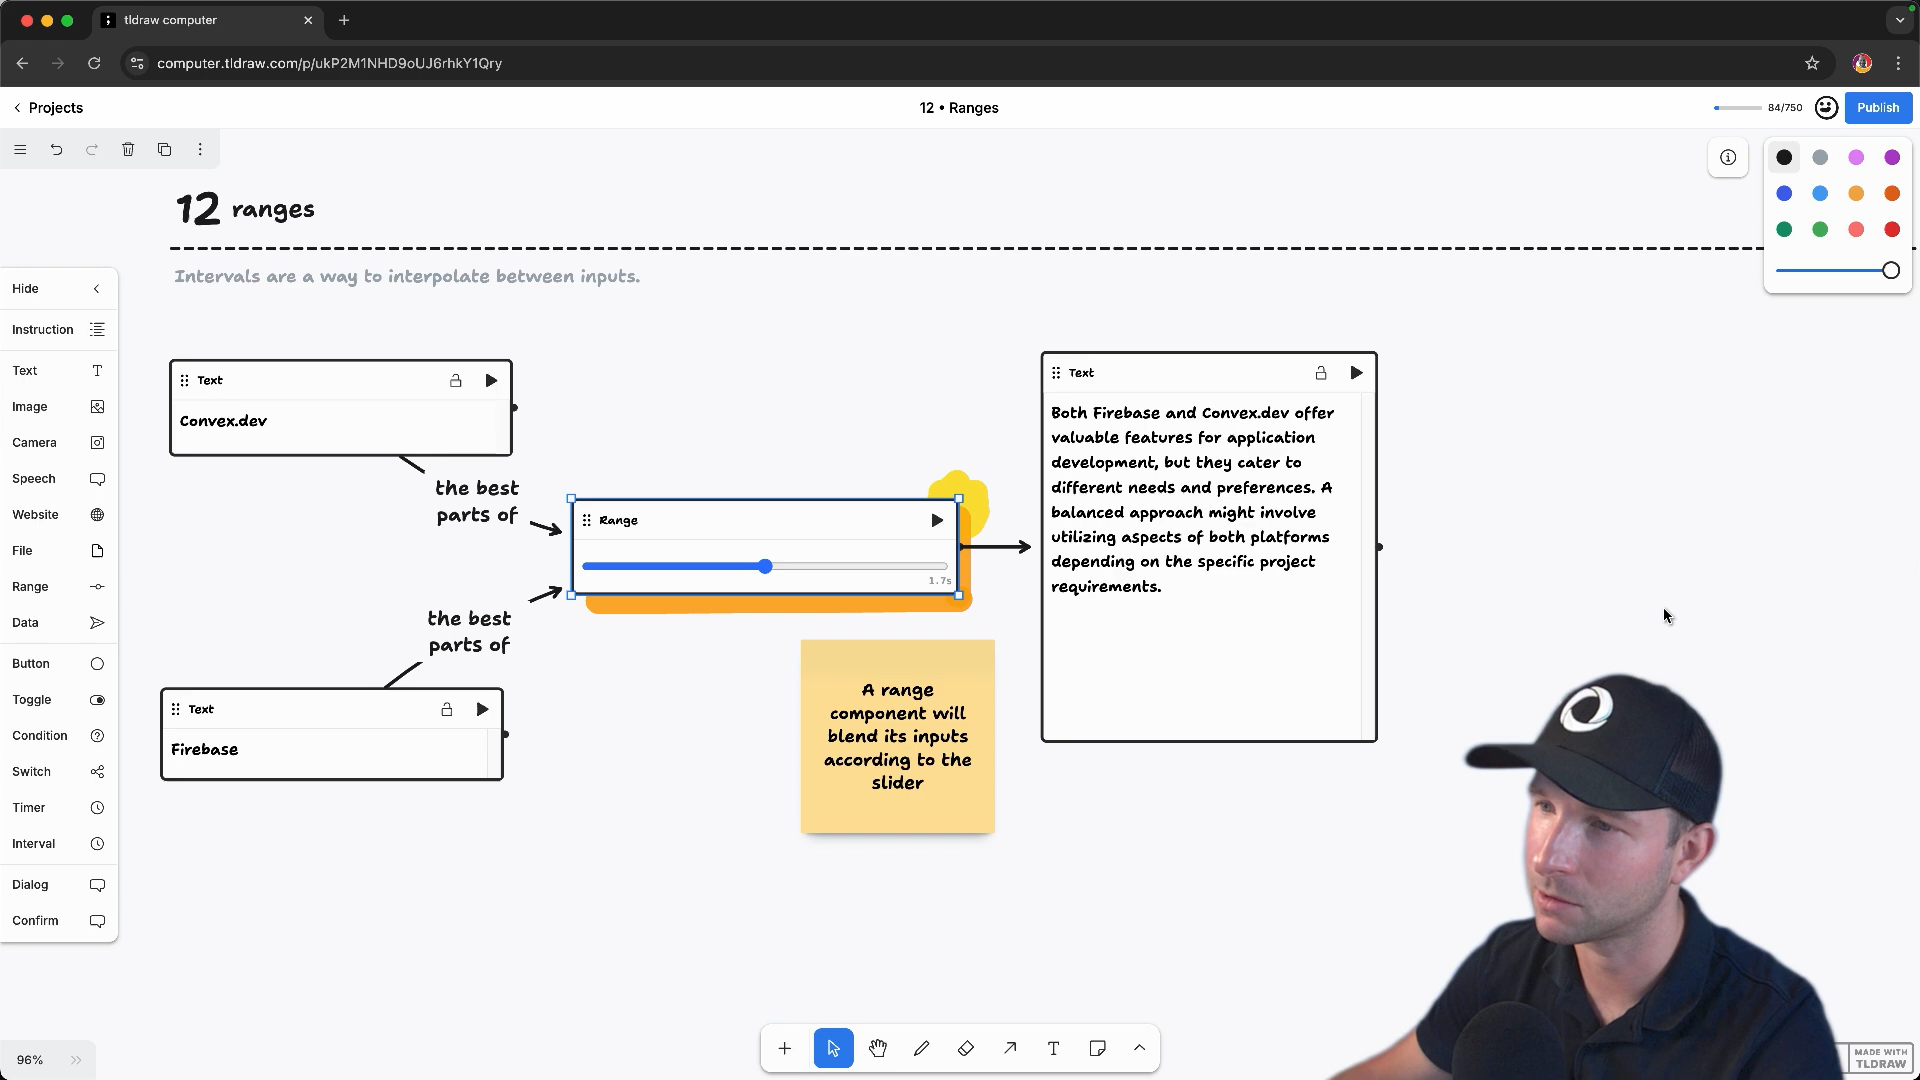 tldraw computer
computer.tldraw.com/p/ukP2M1NHD9oUJ6rhkY1Qry
Projects
12 • Ranges
84/750
Publish
12 ranges
Intervals are a way to interpolate between inputs.
Hide
Instruction
Text
Image
Camera
Speech
Website
File
Range
Data
Button
Toggle
Condition
Switch
Timer
Interval
Dialog
Confirm
Text
Convex.dev
the best
parts of
Range
1.7s
the best
parts of
Text
Firebase
A range
component will
blend its inputs
according to the
slider
Text
Both Firebase and Convex.dev offer
valuable features for application
development, but they cater to
different needs and preferences. A
balanced approach might involve
utilizing aspects of both platforms
depending on the specific project
requirements.
96%
MADE WITH
TLDRAW